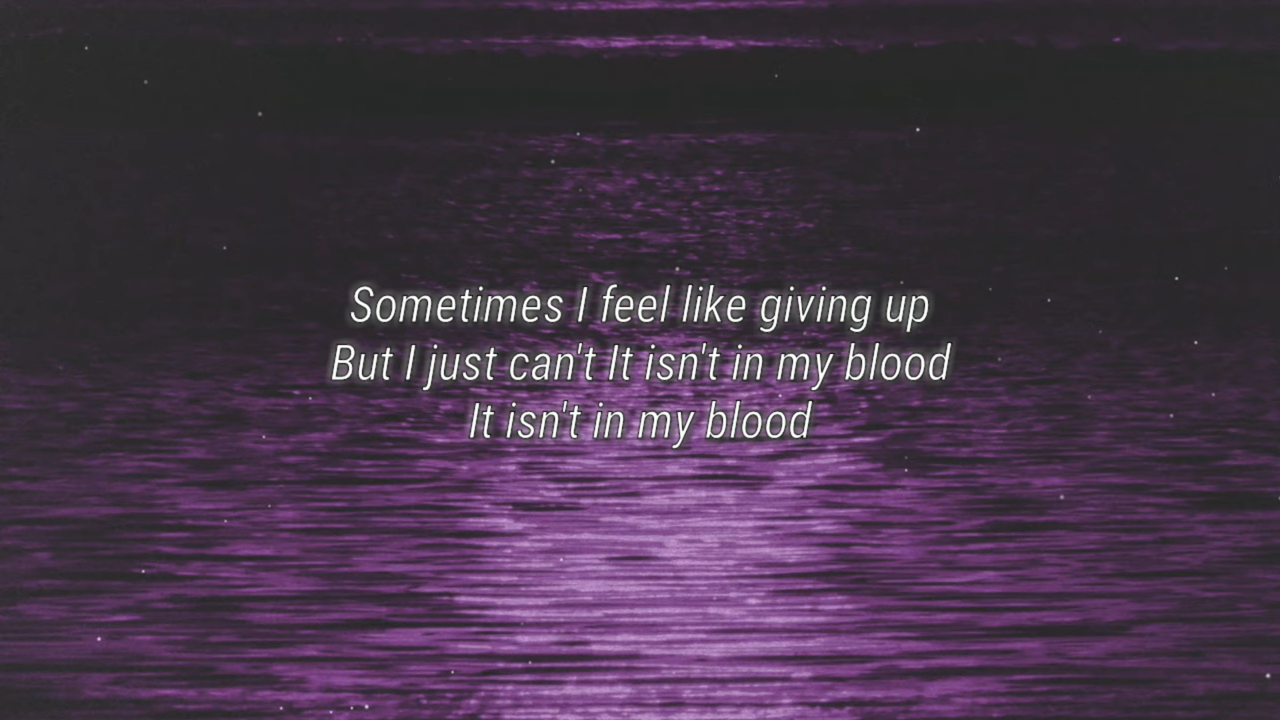 Sometimes I feel like giving up
But I just can't It isn't in my blood
It isn't in my blood